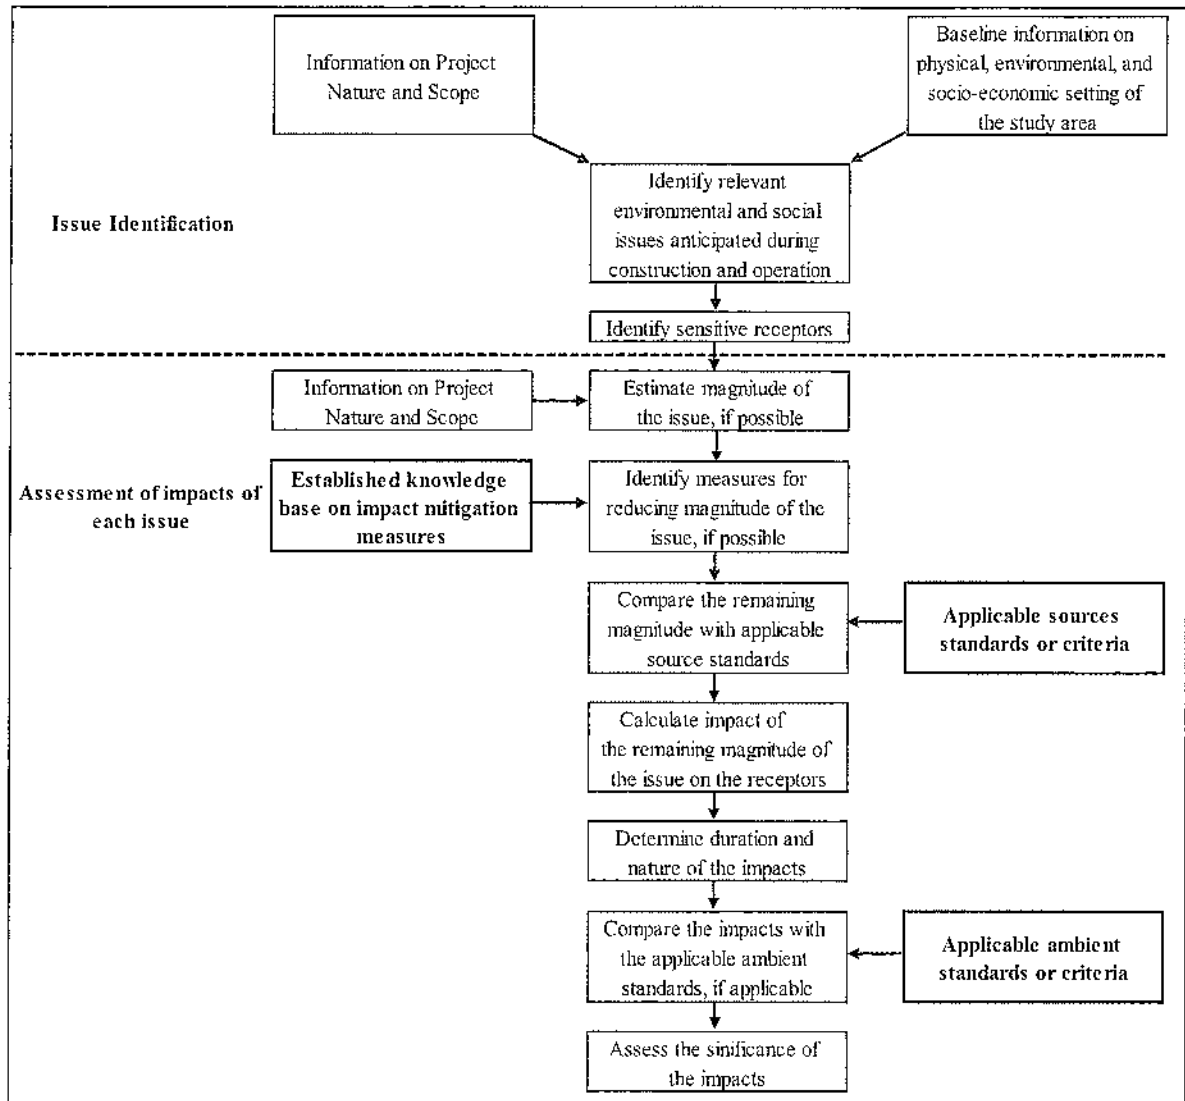 Information on Project
Nature and Scope
Baseline information on
physical, environmental, and
socio-economic setting of
the study area
Issue Identification
Identify relevant
environmental and social
issues anticipated during
construction and operation
Identify sensitive receptors
Information on Project
Nature and Scope
Estimate magnitude of
the issue, if possible
Assessment of impacts of
each issue
Established knowledge
base on impact mitigation
measures
Identify measures for
reducing magnitude of the
issue, if possible
Compare the remaining
magnitude with applicable
source standards
Applicable sources
standards or criteria
Calculate impact of
the remaining magnitude of
the issue on the receptors
Determine duration and
nature of the impacts
Compare the impacts with
the applicable ambient
standards, if applicable
Applicable ambient
standards or criteria
Assess the sinificance of
the impacts